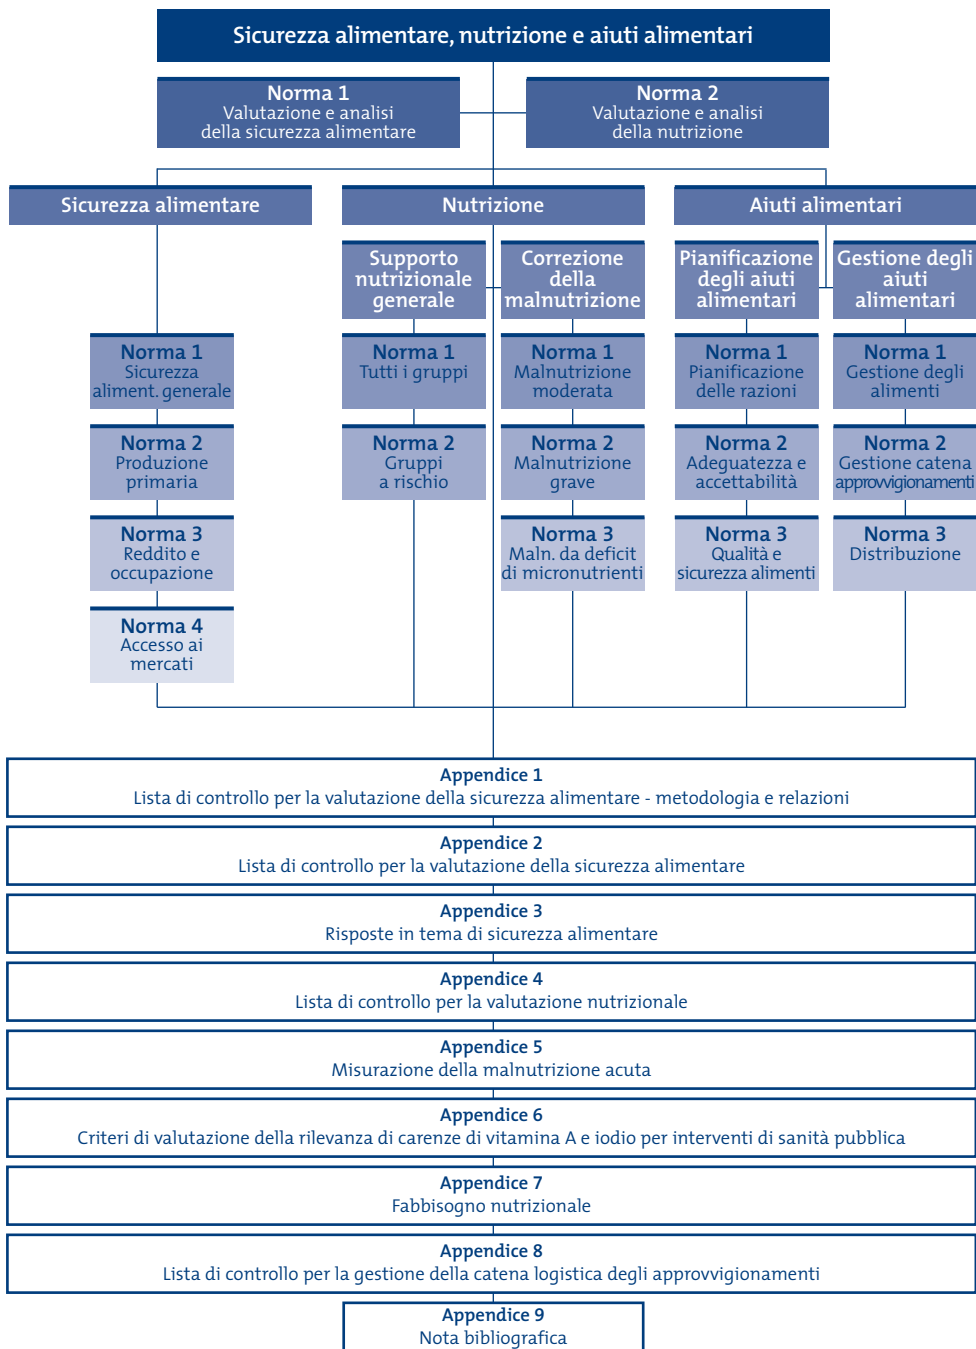 Sicurezza alimentare, nutrizione e aiuti alimentari
Norma 1
Valutazione e analisi
della sicurezza alimentare
Norma 2
Valutazione e analisi
della nutrizione
Sicurezza alimentare
Nutrizione
Aiuti alimentari
Supporto
nutrizionale
generale
Correzione
della
malnutrizione
Pianificazione
degli aiuti
alimentari
Gestione degli
aiuti
alimentari
Norma 1
Sicurezza
aliment. generale
Norma 1
Tutti i gruppi
Norma 1
Malnutrizione
moderata
Norma 1
Pianificazione
delle razioni
Norma 1
Gestione degli
alimenti
Norma 2
Produzione
primaria
Norma 2
Gruppi
a rischio
Norma 2
Malnutrizione
grave
Norma 2
Adeguatezza e
accettabilità
Norma 2
Gestione catena
approvvigionamenti
Norma 3
Reddito e
occupazione
Norma 3
Maln. da deficit
di micronutrienti
Norma 3
Qualità e
sicurezza alimenti
Norma 3
Distribuzione
Norma 4
Accesso ai
mercati
Appendice 1
Lista di controllo per la valutazione della sicurezza alimentare - metodologia e relazioni
Appendice 2
Lista di controllo per la valutazione della sicurezza alimentare
Appendice 3
Risposte in tema di sicurezza alimentare
Appendice 4
Lista di controllo per la valutazione nutrizionale
Appendice 5
Misurazione della malnutrizione acuta
Appendice 6
Criteri di valutazione della rilevanza di carenze di vitamina A e iodio per interventi di sanità pubblica
Appendice 7
Fabbisogno nutrizionale
Appendice 8
Lista di controllo per la gestione della catena logistica degli approvvigionamenti
Appendice 9
Nota bibliografica